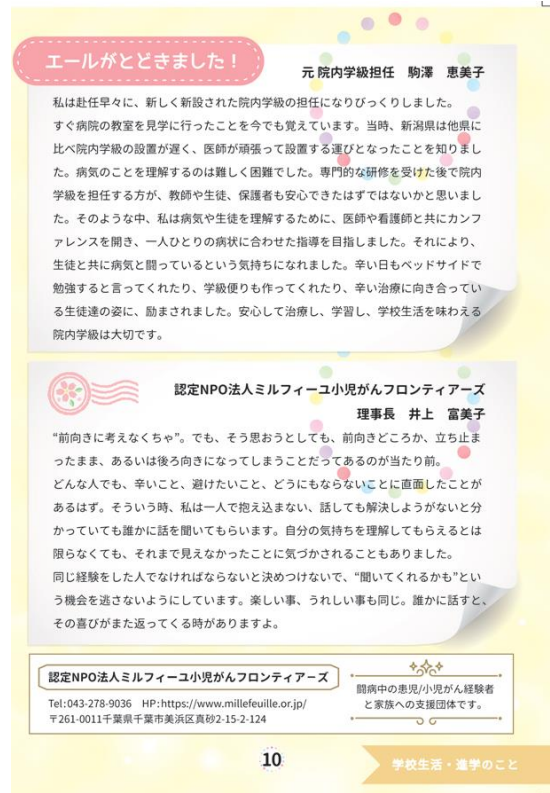 エールがとどきました！
元 院内学級担任　駒澤　恵美子
私は赴任早々に、新しく新設された院内学級の担任になりびっくりしました。
すぐ病院の教室を見学に行ったことを今でも覚えています。当時、新潟県は他県に
比べ院内学級の設置が遅く、医師が頑張って設置する運びとなったことを知りまし
た。病気のことを理解するのは難しく困難でした。専門的な研修を受けた後で院内
学級を担任する方が、教師や生徒、保護者も安心できたはずではないかと思いまし
た。そのような中、私は病気や生徒を理解するために、医師や看護師と共にカンフ
ァレンスを開き、一人ひとりの病状に合わせた指導を目指しました。それにより、
生徒と共に病気と闘っているという気持ちになれました。辛い日もベッドサイドで
勉強すると言ってくれたり、学級便りも作ってくれたり、辛い治療に向き合ってい
る生徒達の姿に、励まされました。安心して治療し、学習し、学校生活を味わえる
院内学級は大切です。
認定NPO法人ミルフィーユ小児がんフロンティアーズ
理事長　井上　富美子
“前向きに考えなくちゃ”。でも、そう思おうとしても、前向きどころか、立ち止ま
ったまま、あるいは後ろ向きになってしまうことだってあるのが当たり前。
どんな人でも、辛いこと、避けたいこと、どうにもならないことに直面したことが
あるはず。そういう時、私は一人で抱え込まない、話しても解決しようがないと分
かっていても誰かに話を聞いてもらいます。自分の気持ちを理解してもらえるとは
限らなくても、それまで見えなかったことに気づかされることもありました。
同じ経験をした人でなければならないと決めつけないで、“聞いてくれるかも”とい
う機会を逃さないようにしています。楽しい事、うれしい事も同じ。誰かに話すと、
その喜びがまた返ってくる時がありますよ。
認定NPO法人ミルフィーユ小児がんフロンティアーズ
Tel:043-278-9036　HP:https://www.millefeuille.or.jp/
〒261-0011千葉県千葉市美浜区真砂2-15-2-124
闘病中の患児/小児がん経験者
と家族への支援団体です。
10
学校生活・進学のこと